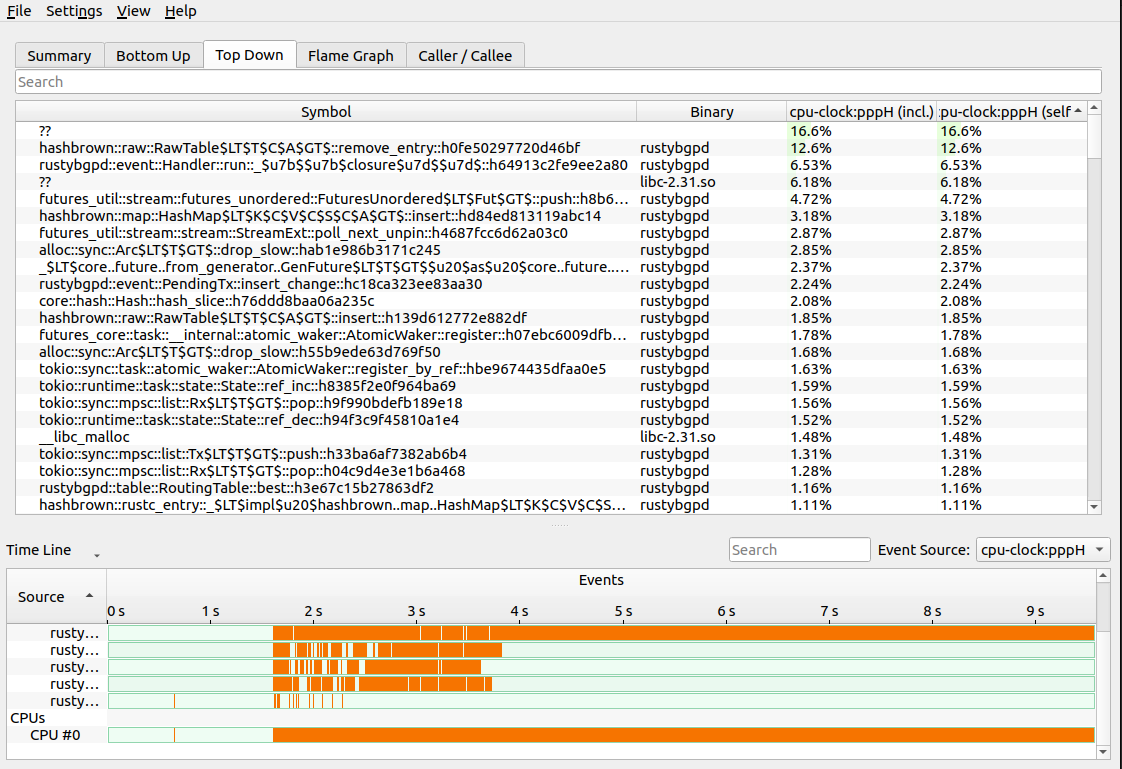 File Settings View Help
Summary Bottom Up Top Down Flame Graph Caller / Callee
Search
Symbol Binary cpu-clock:pppH (incl.) :pu-clock:pppH (self
?? 16.6% 16.6%
hashbrown::raw::RawTable$LT$T$C$A$GT$::remove_entry::h0fe50297720d46bf rustybgpd 12.6% 12.6%
rustybgpd::event::Handler::run::_$u7b$$u7b$closure$u7d$$u7d$::h64913c2fe9ee2a80 rustybgpd 6.53% 6.53%
?? libc-2.31.so 6.18% 6.18%
futures_util::stream::futures_unordered::FuturesUnordered$LT$Fut$GT$::push::h8b6... rustybgpd 4.72% 4.72%
hashbrown::map::HashMap$LT$K$C$V$C$S$C$A$GT$::insert::hd84ed813119abc14 rustybgpd 3.18% 3.18%
futures_util::stream::stream::StreamExt::poll_next_unpin::h4687fcc6d62a03c0 rustybgpd 2.87% 2.87%
alloc::sync::Arc$LT$T$GT$::drop_slow::hab1e986b3171c245 rustybgpd 2.85% 2.85%
_$LT$core..future..from_generator..GenFuture$LT$T$GT$$u20$as$u20$core..future..... rustybgpd 2.37% 2.37%
rustybgpd::event::PendingTx::insert_change::hc18ca323ee83aa30 rustybgpd 2.24% 2.24%
core::hash::Hash::hash_slice::h76ddd8baa06a235c rustybgpd 2.08% 2.08%
hashbrown::raw::RawTable$LT$T$C$A$GT$::insert::h139d612772e882df rustybgpd 1.85% 1.85%
futures_core::task::__internal::atomic_waker::AtomicWaker::register::h07ebc6009dfb... rustybgpd 1.78% 1.78%
alloc::sync::Arc$LT$T$GT$::drop_slow::h55b9ede63d769f50 rustybgpd 1.68% 1.68%
tokio::sync::task::atomic_waker::AtomicWaker::register_by_ref::hbe9674435dfaa0e5 rustybgpd 1.63% 1.63%
tokio::runtime::task::state::State::ref_inc::h8385f2e0f964ba69 rustybgpd 1.59% 1.59%
tokio::sync::mpsc::list::Rx$LT$T$GT$::pop::h9f990bdefb189e18 rustybgpd 1.56% 1.56%
tokio::runtime::task::state::State::ref_dec::h94f3c9f45810a1e4 rustybgpd 1.52% 1.52%
__libc_malloc libc-2.31.so 1.48% 1.48%
tokio::sync::mpsc::list::Tx$LT$T$GT$::push::h33ba6af7382ab6b4 rustybgpd 1.31% 1.31%
tokio::sync::mpsc::list::Rx$LT$T$GT$::pop::h04c9d4e3e1b6a468 rustybgpd 1.28% 1.28%
rustybgpd::table::RoutingTable::best::h3e67c15b27863df2 rustybgpd 1.16% 1.16%
hashbrown::rustc_entry::_$LT$impl$u20$hashbrown..map..HashMap$LT$K$C$V$C$S... rustybgpd 1.11% 1.11%
Time Line Search Event Source: cpu-clock:pppH
Source Events
0 s 1 s 2 s 3 s 4 s 5 s 6 s 7 s 8 s 9 s
rusty...
rusty...
rusty...
rusty...
rusty...
CPUs
CPU #0